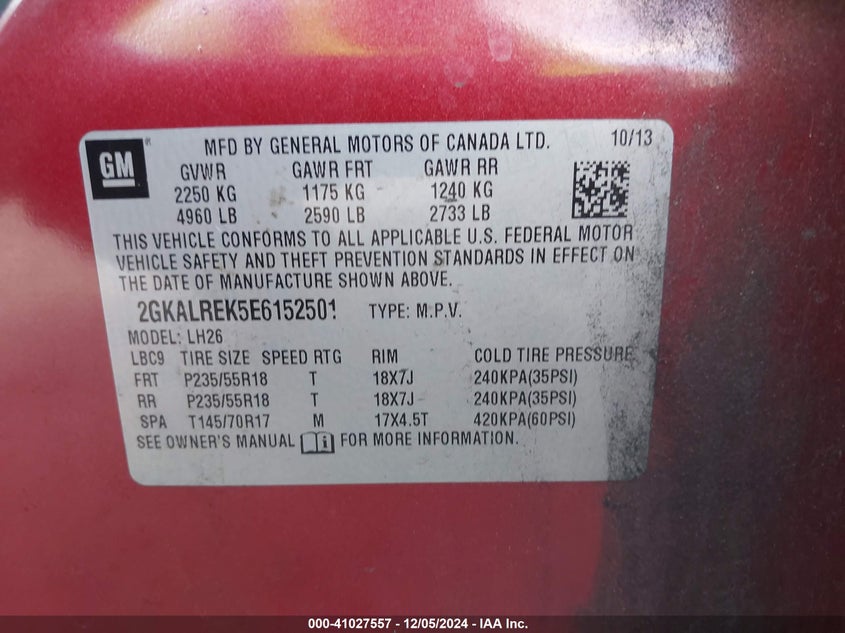 GM
MFD BY GENERAL MOTORS OF CANADA LTD. 10/13
GVWR GAWR FRT GAWR RR
2250 KG 1175 KG 1240 KG
4960 LB 2590 LB 2733 LB
THIS VEHICLE CONFORMS TO ALL APPLICABLE U.S. FEDERAL MOTOR
VEHICLE SAFETY AND THEFT PREVENTION STANDARDS IN EFFECT ON
THE DATE OF MANUFACTURE SHOWN ABOVE.
2GKALREK5E6152501 TYPE: M.P.V.
MODEL: LH26
LBC9 TIRE SIZE SPEED RTG RIM COLD TIRE PRESSURE
FRT P235/55R18 T 18X7J 240KPA(35PSI)
RR P235/55R18 T 18X7J 240KPA(35PSI)
SPA T145/70R17 M 17X4.5T 420KPA(60PSI)
SEE OWNER'S MANUAL FOR MORE INFORMATION.
000-41027557 - 12/05/2024 - IAA Inc.